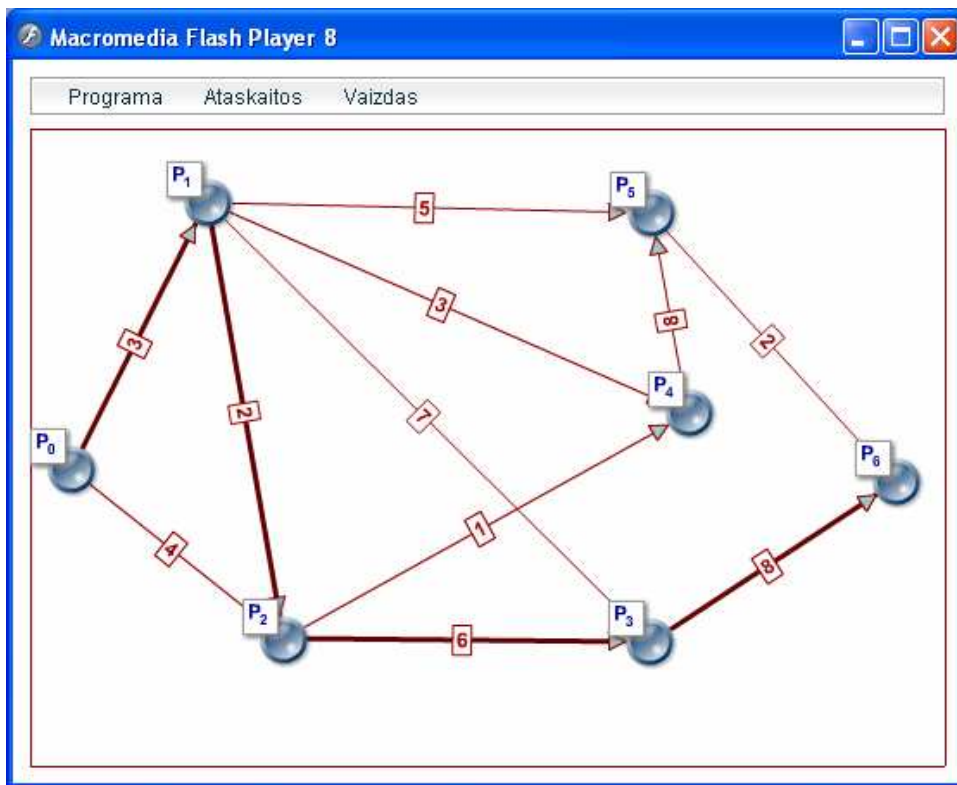 Macromedia Flash Player 8
Programa Ataskaitos Vaizdas
P1
P5
5
3
3
8
2
P4
2
7
P0
P6
1
4
8
P2
P3
6